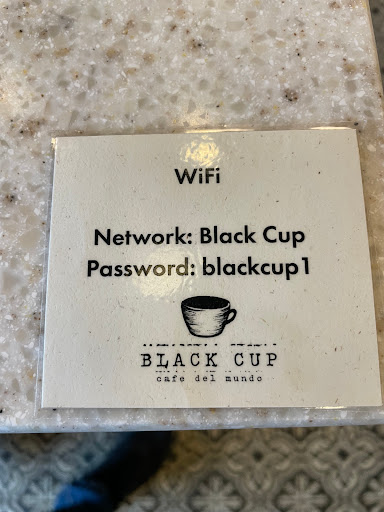 WiFi
Network: Black Cup
Password: blackcup1
BLACK CUP
cafe del mundo